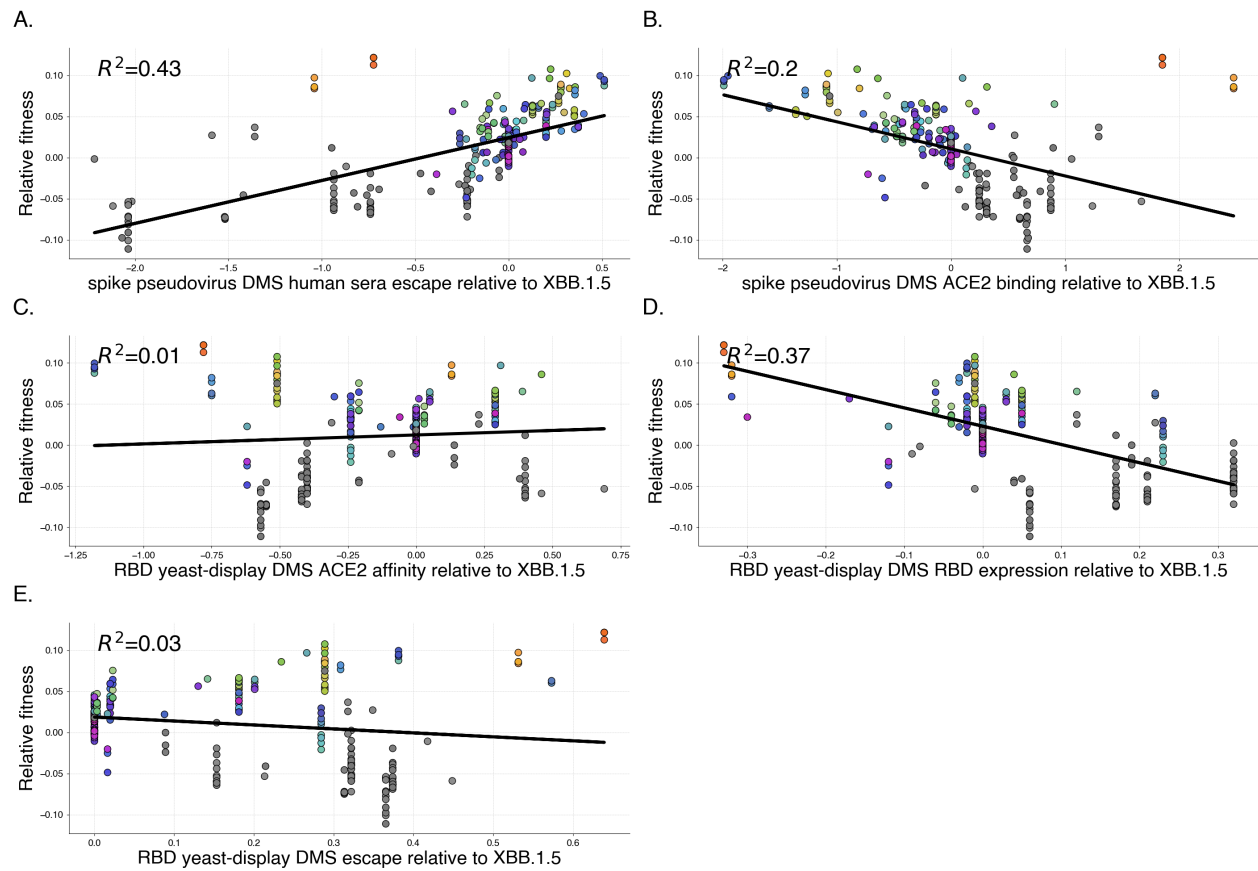 A.
R²=0.43
Relative fitness
0.10
0.05
0.00
−0.05
−0.10
−2.0 −1.5 −1.0 −0.5 0.0 0.5
spike pseudovirus DMS human sera escape relative to XBB.1.5
B.
R²=0.2
Relative fitness
0.10
0.05
0.00
−0.05
−0.10
−2 −1 0 1 2
spike pseudovirus DMS ACE2 binding relative to XBB.1.5
C.
R²=0.01
Relative fitness
0.10
0.05
0.00
−0.05
−0.10
−1.25 −1.00 −0.75 −0.50 −0.25 0.00 0.25 0.50 0.75
RBD yeast-display DMS ACE2 affinity relative to XBB.1.5
D.
R²=0.37
Relative fitness
0.10
0.05
0.00
−0.05
−0.10
−0.3 −0.2 −0.1 0.0 0.1 0.2 0.3
RBD yeast-display DMS RBD expression relative to XBB.1.5
E.
R²=0.03
Relative fitness
0.10
0.05
0.00
−0.05
−0.10
0.0 0.1 0.2 0.3 0.4 0.5 0.6
RBD yeast-display DMS escape relative to XBB.1.5